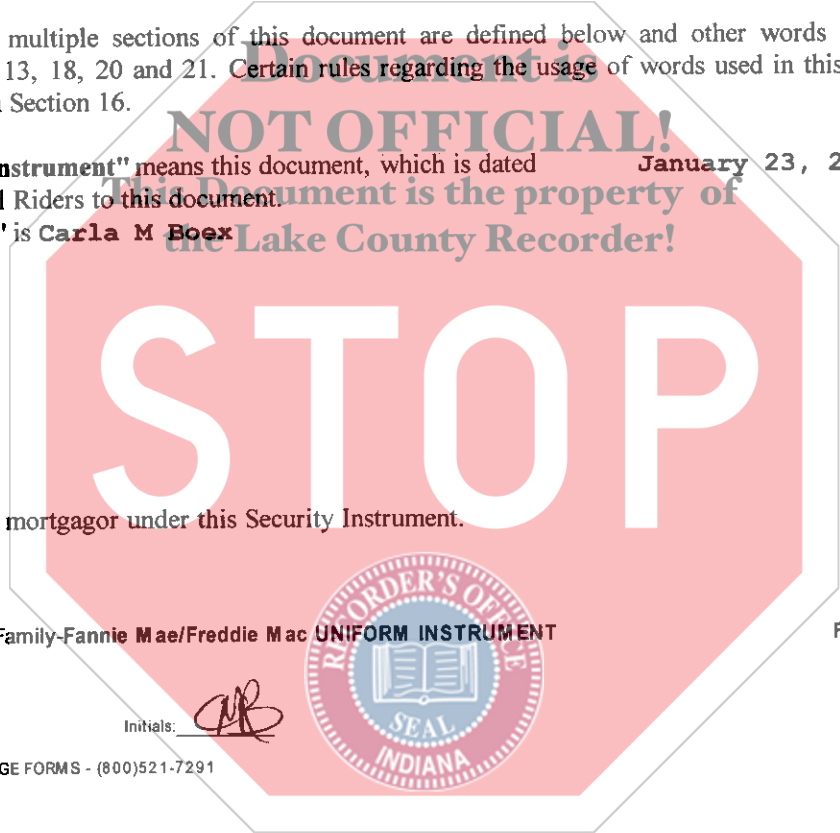 multiple sections of this document are defined below and other words
13, 18, 20 and 21. Certain rules regarding the usage of words used in this
Section 16.
Document is
NOT OFFICIAL!
nstrument" means this document, which is dated January 23, 2
Riders to this document.
This Document is the property of
" is Carla M Boex
the Lake County Recorder!
STOP
mortgagor under this Security Instrument.
RECORDER'S OFFICE
SEAL
INDIANA
Family-Fannie Mae/Freddie Mac UNIFORM INSTRUMENT
F
Initials: CMB
GE FORMS - (800)521-7291